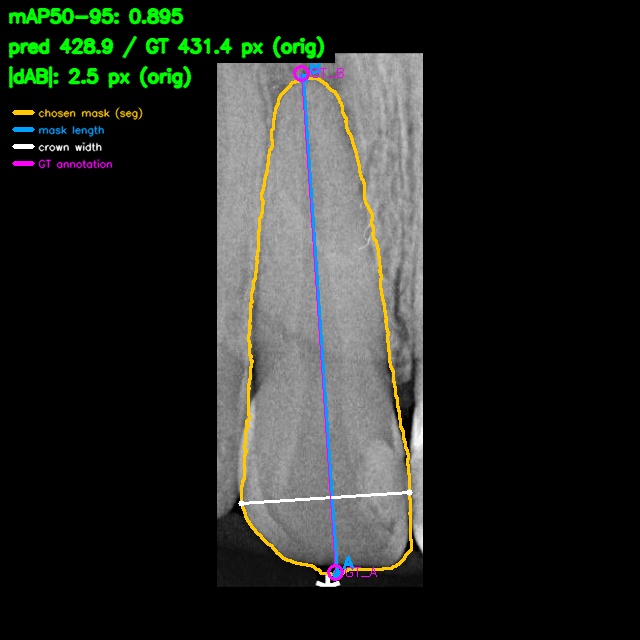 mAP50-95: 0.895
pred 428.9 / GT 431.4 px (orig)
|dAB|: 2.5 px (orig)
chosen mask (seg)
mask length
crown width
GT annotation
GT_B
A
GT_A